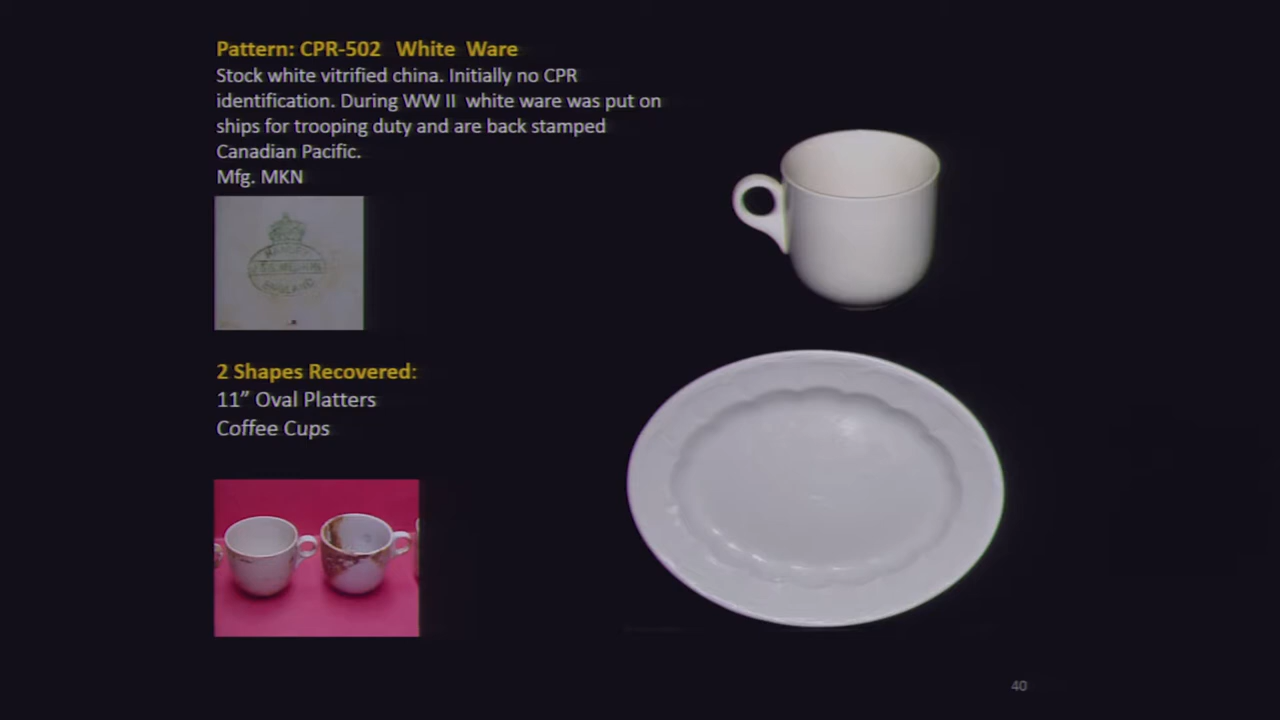 Pattern: CPR-502 White Ware
Stock white vitrified china. Initially no CPR
identification. During WW II white ware was put on
ships for trooping duty and are back stamped
Canadian Pacific.
Mfg. MKN
ENGLAND
2 Shapes Recovered:
11” Oval Platters
Coffee Cups
40